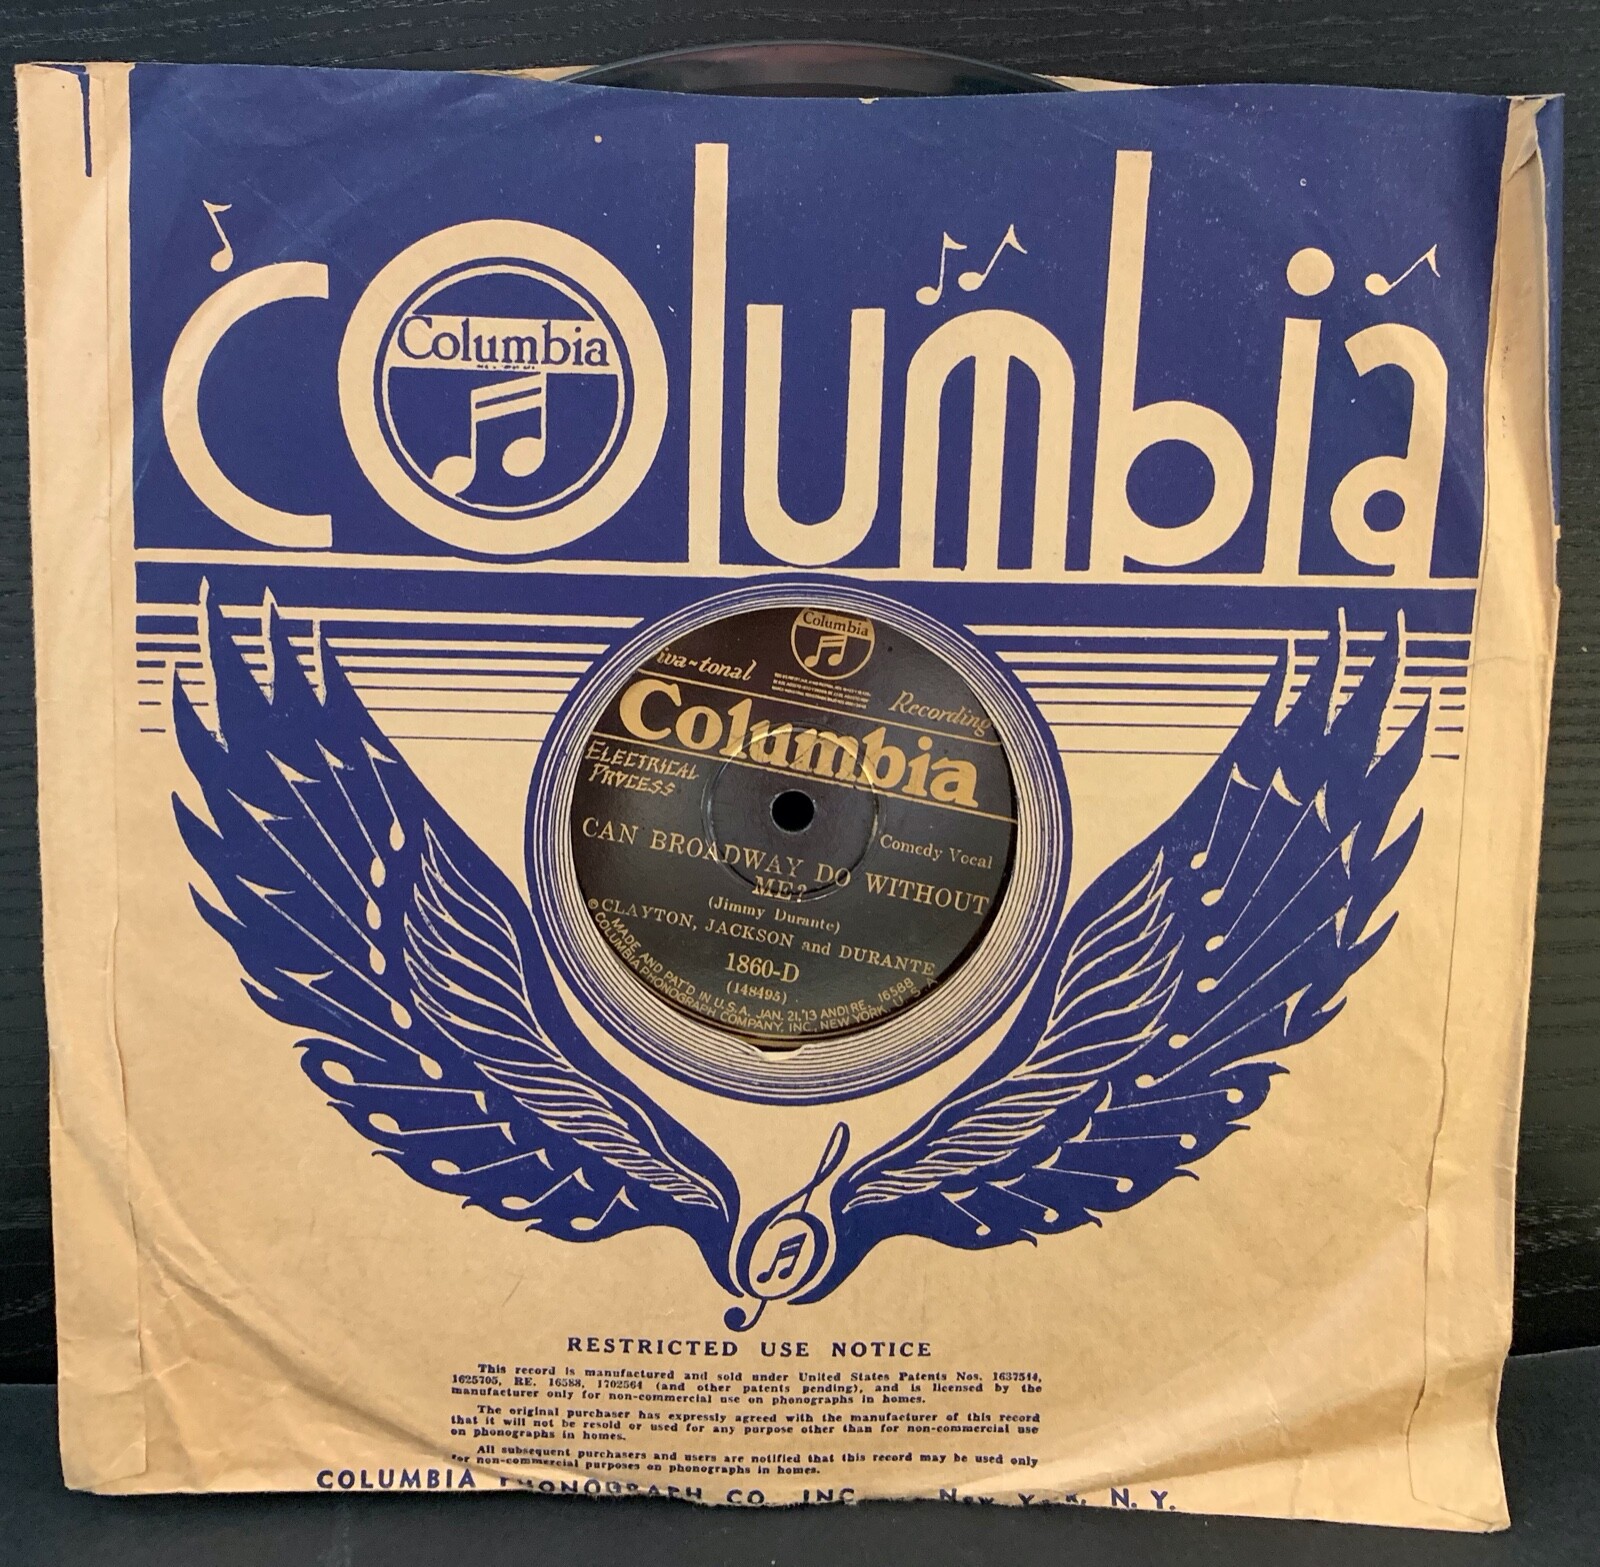 Columbia
Columbia
Columbia
iva-tonal
Recording
Columbia
ELECTRICAL
PROCESS
Comedy Vocal
CAN BROADWAY DO WITHOUT
ME?
(Jimmy Durante)
CLAYTON, JACKSON and DURANTE
1860-D
(148495)
MADE AND PAT'D IN U.S.A. JAN. 21,'13 AND RE. 16588
COLUMBIA PHONOGRAPH COMPANY, INC., NEW YORK, U.S.A.
RESTRICTED USE NOTICE
This record is manufactured and sold under United States Patents Nos. 1637544,
1625705, RE. 16588, 1702564 (and other patents pending), and is licensed by the
manufacturer only for non-commercial use on phonographs in homes.
The original purchaser has expressly agreed with the manufacturer of this record
that it will not be resold or used for any purpose other than for non-commercial use
on phonographs in homes.
All subsequent purchasers and users are notified that this record may be used only
for non-commercial purposes on phonographs in homes.
COLUMBIA PHONOGRAPH CO. INC. New York, N. Y.